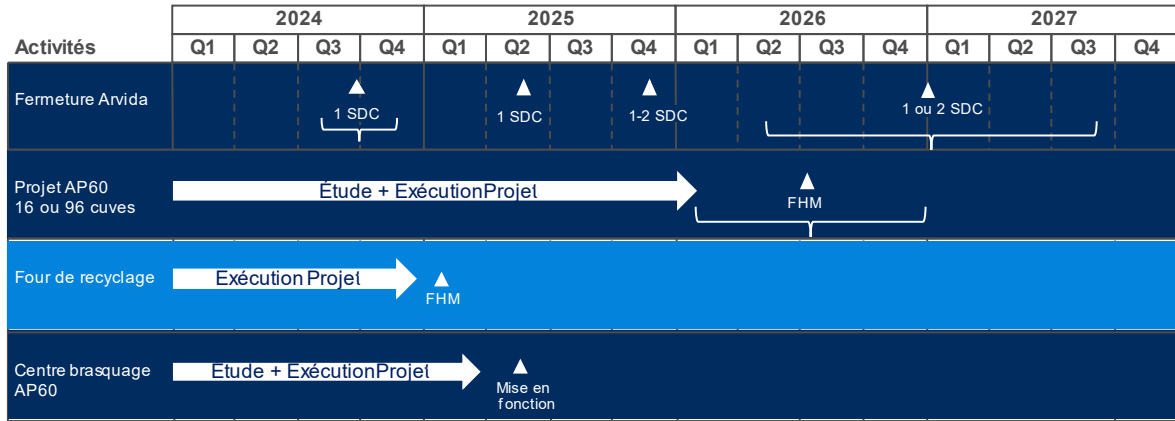 2024 2025 2026 2027
Activités Q1 Q2 Q3 Q4 Q1 Q2 Q3 Q4 Q1 Q2 Q3 Q4 Q1 Q2 Q3 Q4
Fermeture Arvida
1 SDC 1 SDC 1-2 SDC 1 ou 2 SDC
Projet AP60
16 ou 96 cuves
Étude + ExécutionProjet
FHM
Four de recyclage
Exécution Projet
FHM
Centre brasquage
AP60
Etude + ExécutionProjet
Mise en
fonction